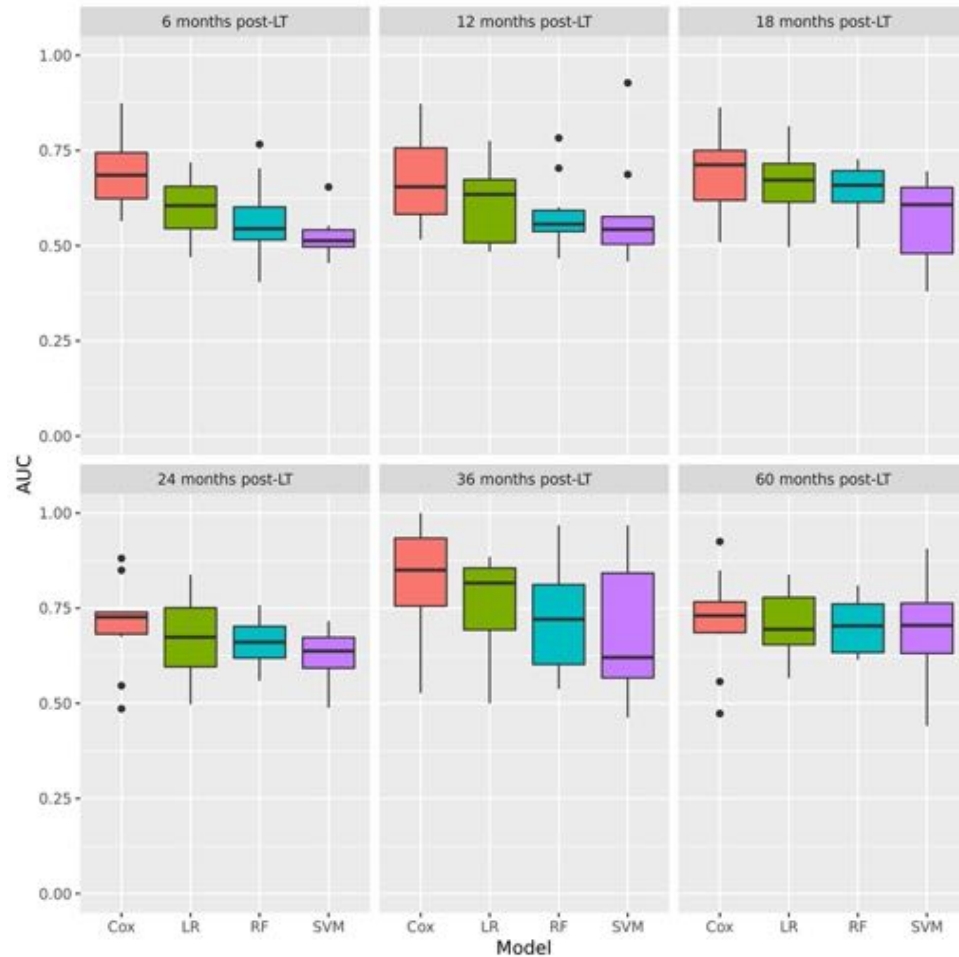 6 months post-LT 12 months post-LT 18 months post-LT
1.00
0.75
0.50
0.25
0.00
AUC
24 months post-LT 36 months post-LT 60 months post-LT
1.00
0.75
0.50
0.25
0.00
Cox LR RF SVM Cox LR RF SVM Cox LR RF SVM
Model